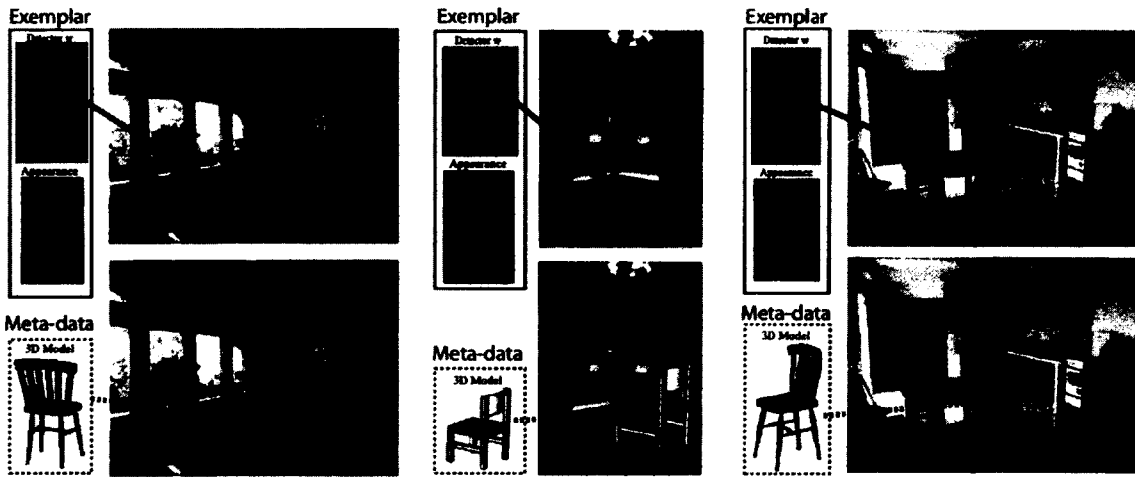 Exemplar
Detector w
Appearance
Meta-data
3D Model
Exemplar
Detector w
Appearance
Meta-data
3D Model
Exemplar
Detector w
Appearance
Meta-data
3D Model